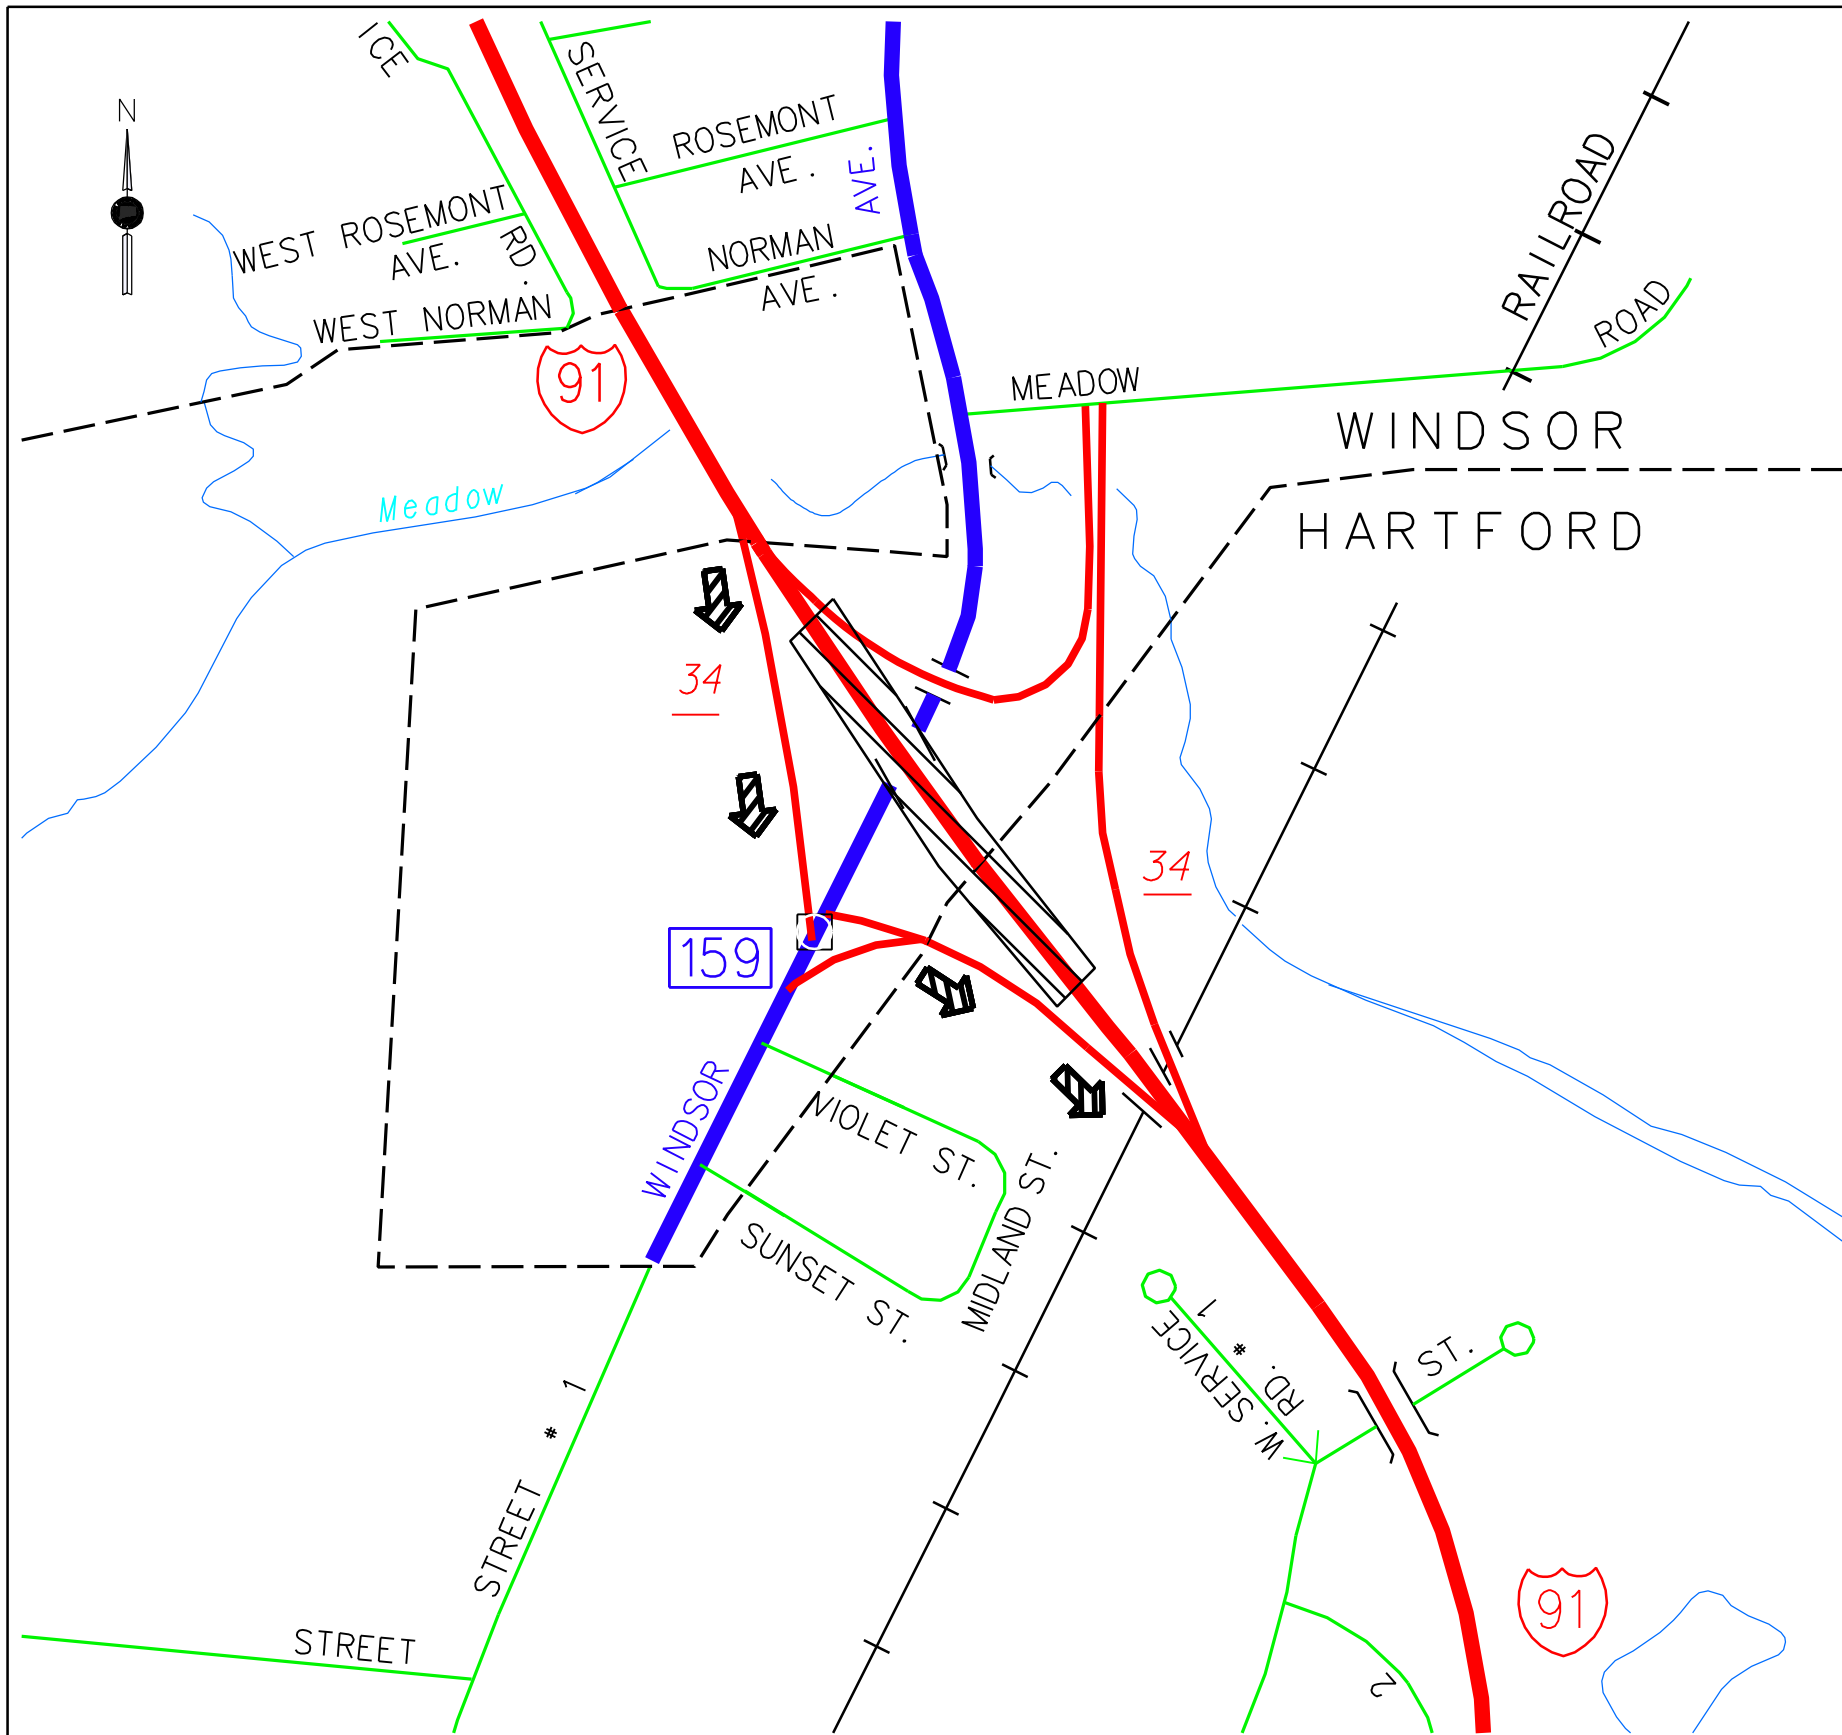 ICE
SERVICE
N
ROSEMONT
AVE.
AVE.
RAILROAD
WEST ROSEMONT
AVE.
RD.
NORMAN
AVE.
WEST NORMAN
ROAD
91
MEADOW
WINDSOR
HARTFORD
Meadow
34
34
159
WINDSOR
VIOLET ST.
MIDLAND ST.
SUNSET ST.
W. SERVICE
RD. # 1
ST.
STREET # 1
STREET
91
2